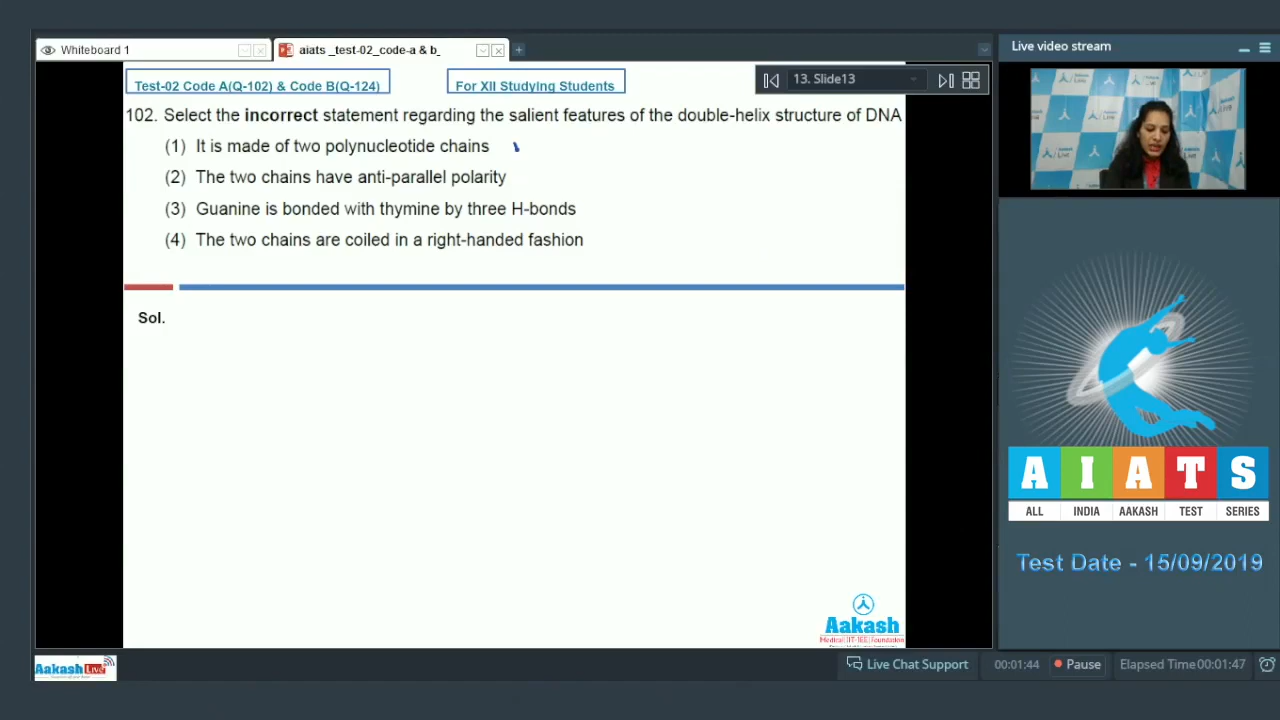 Whiteboard 1
aiats _test-02_code-a & b_
Live video stream
Test-02 Code A(Q-102) & Code B(Q-124)
For XII Studying Students
13. Slide13
102. Select the incorrect statement regarding the salient features of the double-helix structure of DNA
(1) It is made of two polynucleotide chains
(2) The two chains have anti-parallel polarity
(3) Guanine is bonded with thymine by three H-bonds
(4) The two chains are coiled in a right-handed fashion
Sol.
A I A T S
ALL INDIA AAKASH TEST SERIES
Test Date - 15/09/2019
Aakash
Medical|IIT-JEE|Foundation
Aakash Live
Live Chat Support
00:01:44
Pause
Elapsed Time 00:01:47